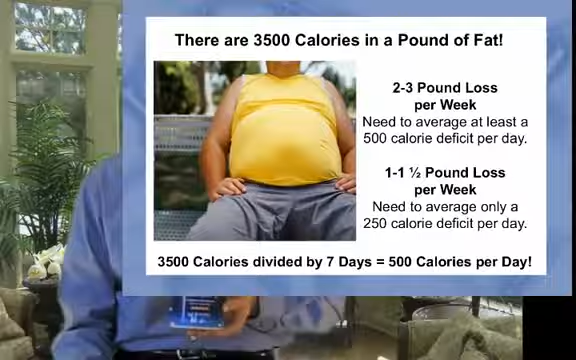 There are 3500 Calories in a Pound of Fat!
2-3 Pound Loss
per Week
Need to average at least a
500 calorie deficit per day.
1-1 ½ Pound Loss
per Week
Need to average only a
250 calorie deficit per day.
3500 Calories divided by 7 Days = 500 Calories per Day!